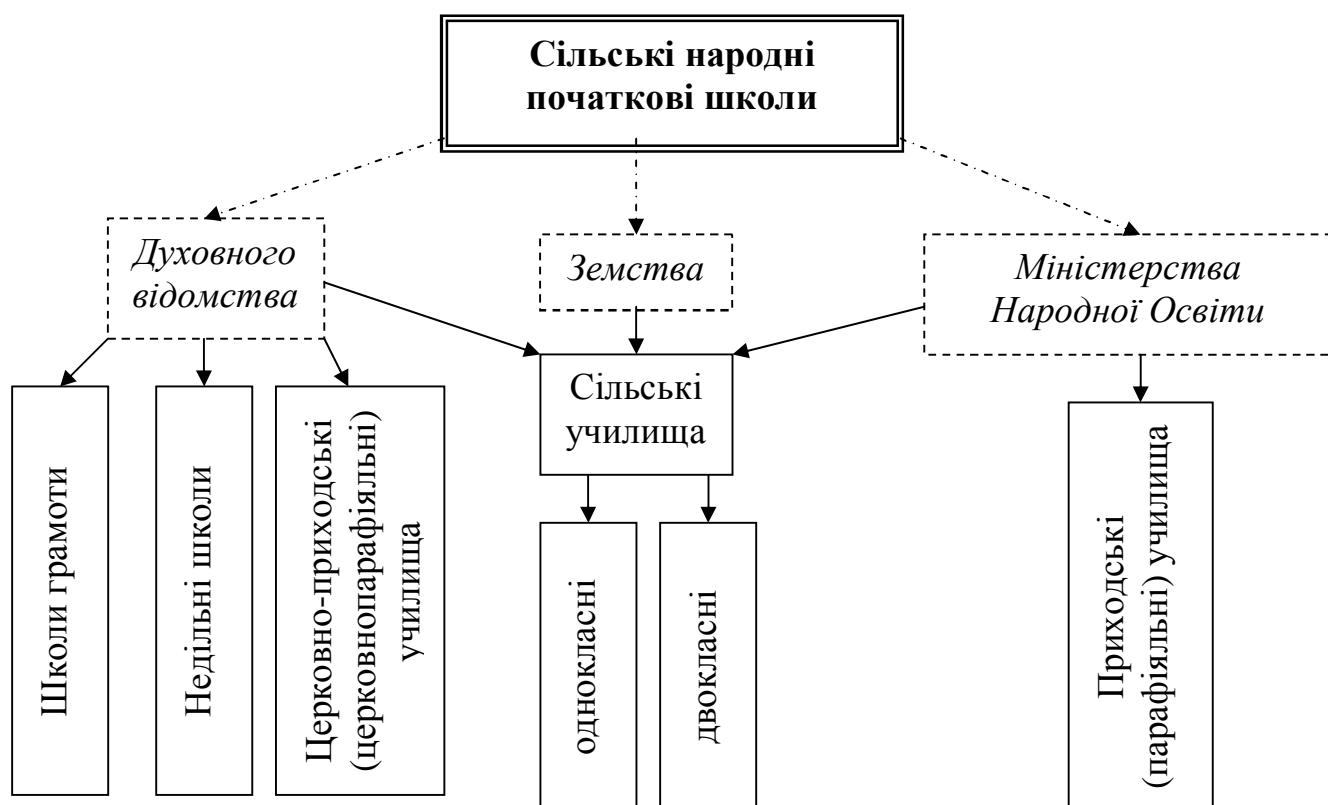 Сільські народні
початкові школи
Духовного
відомства
Земства
Міністерства
Народної Освіти
Сільські
училища
Школи грамоти
Недільні школи
Церковно-приходські
(церковнопарафіяльні)
училища
однокласні
двокласні
Приходські
(парафіяльні) училища